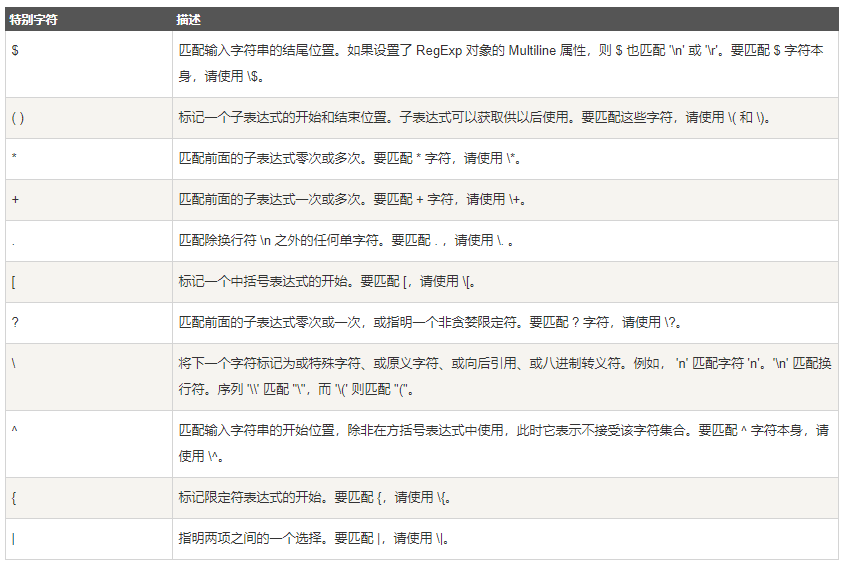 特别字符 描述
$ 匹配输入字符串的结尾位置。如果设置了 RegExp 对象的 Multiline 属性，则 $ 也匹配 '\n' 或 '\r'。要匹配 $ 字符本
身，请使用 \$。
( ) 标记一个子表达式的开始和结束位置。子表达式可以获取供以后使用。要匹配这些字符，请使用 \( 和 \)。
* 匹配前面的子表达式零次或多次。要匹配 * 字符，请使用 \*。
+ 匹配前面的子表达式一次或多次。要匹配 + 字符，请使用 \+。
. 匹配除换行符 \n 之外的任何单字符。要匹配 . ，请使用 \. 。
[ 标记一个中括号表达式的开始。要匹配 [，请使用 \[。
? 匹配前面的子表达式零次或一次，或指明一个非贪婪限定符。要匹配 ? 字符，请使用 \?。
\ 将下一个字符标记为或特殊字符、或原义字符、或向后引用、或八进制转义符。例如， 'n' 匹配字符 'n'。'\n' 匹配换
行符。序列 '\\' 匹配 "\"，而 '\(' 则匹配 "("。
^ 匹配输入字符串的开始位置，除非在方括号表达式中使用，此时它表示不接受该字符集合。要匹配 ^ 字符本身，请
使用 \^。
{ 标记限定符表达式的开始。要匹配 {，请使用 \{。
| 指明两项之间的一个选择。要匹配 |，请使用 \|。